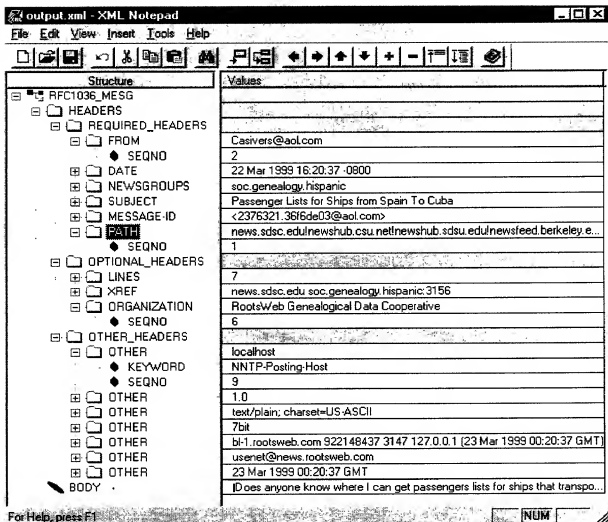 output.xml - XML Notepad
File Edit View Insert Tools Help
Structure Values
RFC1036_MESG
HEADERS
REQUIRED_HEADERS
FROM Casivers@aol.com
SEQNO 2
DATE 22 Mar 1999 16:20:37 -0800
NEWSGROUPS soc.genealogy.hispanic
SUBJECT Passenger Lists for Ships from Spain To Cuba
MESSAGE-ID <2376321.36f6de03@aol.com>
PATH news.sdsc.edu!newshub.csu.net!newshub.sdsu.edu!newsfeed.berkeley.e...
SEQNO 1
OPTIONAL_HEADERS
LINES 7
XREF news.sdsc.edu soc.genealogy.hispanic:3156
ORGANIZATION RootsWeb Genealogical Data Cooperative
SEQNO 6
OTHER_HEADERS
OTHER localhost
KEYWORD NNTP-Posting-Host
SEQNO 9
OTHER 1.0
OTHER text/plain; charset=US-ASCII
OTHER 7bit
OTHER bl-1.rootsweb.com 922148437 3147 127.0.0.1 (23 Mar 1999 00:20:37 GMT)
OTHER usenet@news.rootsweb.com
OTHER 23 Mar 1999 00:20:37 GMT
BODY Does anyone know where I can get passengers lists for ships that transpo...
For Help, press F1 NUM